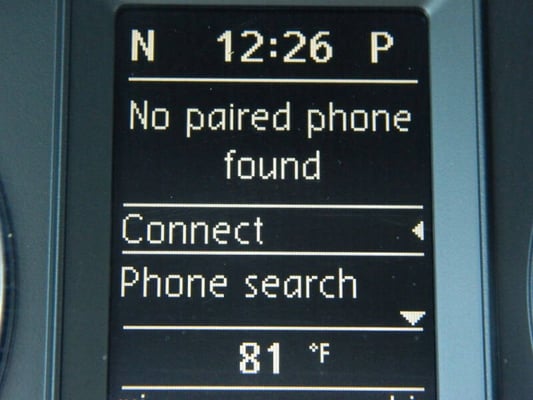 N 12:26 P
No paired phone
found
Connect
Phone search
81 °F